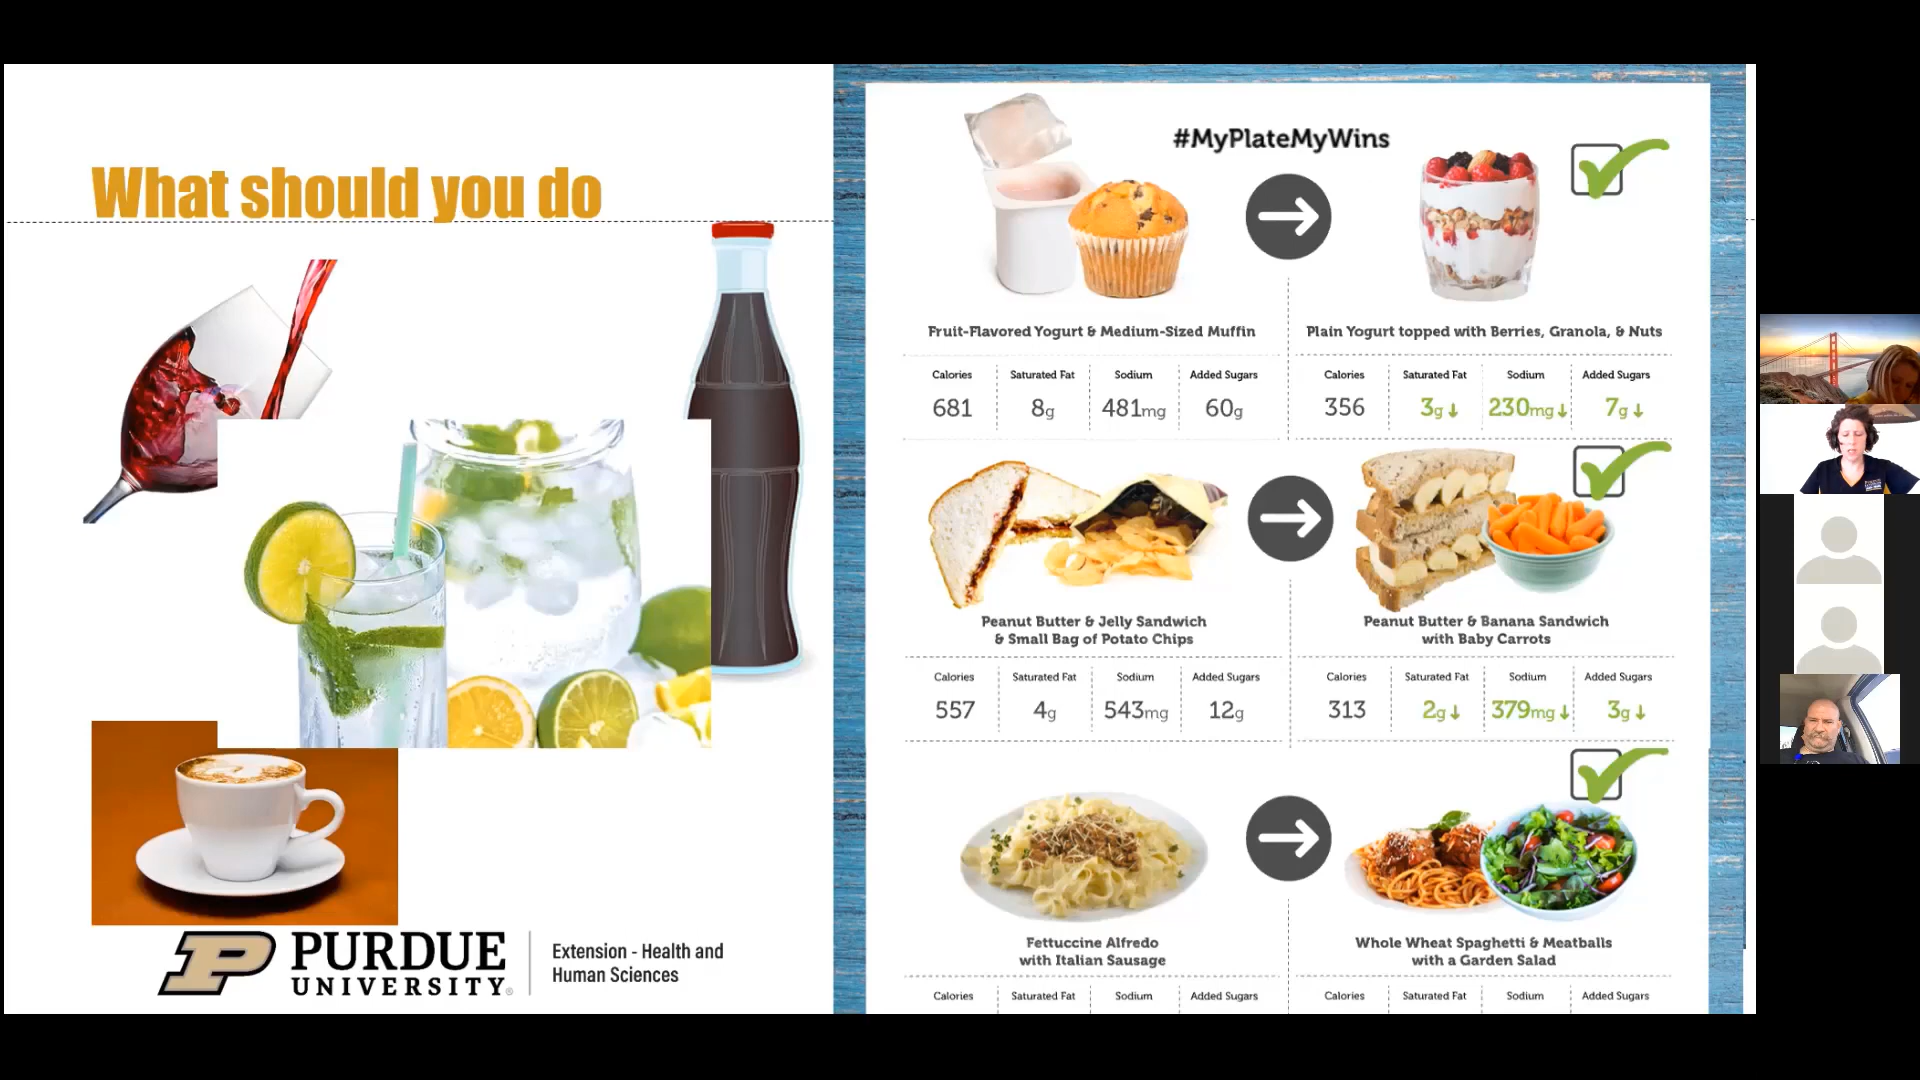 What should you do
PURDUE
UNIVERSITY®
Extension - Health and
Human Sciences
#MyPlateMyWins
Fruit-Flavored Yogurt & Medium-Sized Muffin
Calories Saturated Fat Sodium Added Sugars
681 8g 481mg 60g
Plain Yogurt topped with Berries, Granola, & Nuts
Calories Saturated Fat Sodium Added Sugars
356 3g↓ 230mg↓ 7g↓
Peanut Butter & Jelly Sandwich
& Small Bag of Potato Chips
Calories Saturated Fat Sodium Added Sugars
557 4g 543mg 12g
Peanut Butter & Banana Sandwich
with Baby Carrots
Calories Saturated Fat Sodium Added Sugars
313 2g↓ 379mg↓ 3g↓
Fettuccine Alfredo
with Italian Sausage
Calories Saturated Fat Sodium Added Sugars
Whole Wheat Spaghetti & Meatballs
with a Garden Salad
Calories Saturated Fat Sodium Added Sugars